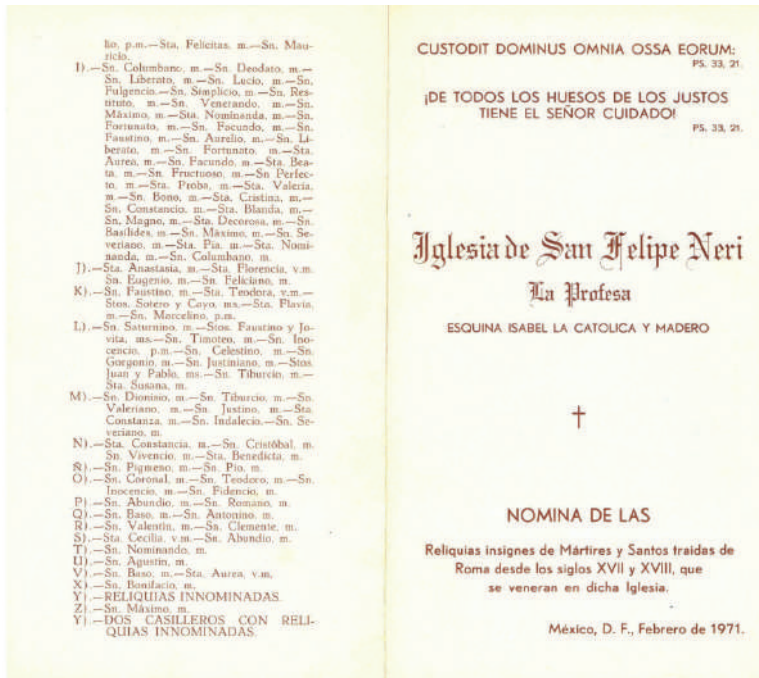 lio, p.m.—Sta. Felicitas, m.—Sn. Mau-
ricio.
I).—Sn. Columbano, m.—Sn. Deodato, m.—
Sn. Liberato, m.—Sn. Lucio, m.—Sn.
Fulgencio.—Sn. Simplicio, m.—Sn. Res-
tituto, m.—Sn. Venerando, m.—Sn.
Máximo, m.—Sta. Nominanda, m.—Sn.
Fortunato, m.—Sn. Facundo, m.—Sn.
Faustino, m.—Sn. Aurelio, m.—Sn. Li-
berato, m.—Sn. Fortunato, m.—Sta.
Aurea, m.—Sn. Facundo, m.—Sta. Bea-
ta, m.—Sn. Fructuoso, m.—Sn Perfec-
to, m.—Sta. Proba, m.—Sta. Valeria,
m.—Sn. Bono, m.—Sta. Cristina, m.—
Sn. Constancio, m.—Sta. Blanda, m.—
Sn. Magno, m.—Sta. Decorosa, m.—Sn.
Basílides, m.—Sn. Máximo, m.—Sn. Se-
veriano, m.—Sta. Pía, m.—Sta. Nomi-
nanda, m.—Sn. Columbano, m.
J).—Sta. Anastasia, m.—Sta. Florencia, v.m.
Sn. Eugenio, m.—Sn. Feliciano, m.
K).—Sn. Faustino, m.—Sta. Teodora, v.m.—
Stos. Sotero y Cayo, ms.—Sta. Flavia,
m.—Sn. Marcelino, p.m.
L).—Sn. Saturnino, m.—Stos. Faustino y Jo-
vita, ms.—Sn. Timoteo, m.—Sn. Ino-
cencio, p.m.—Sn. Celestino, m.—Sn.
Gorgonio, m.—Sn. Justiniano, m.—Stos.
Juan y Pablo, ms.—Sn. Tiburcio, m.—
Sta. Susana, m.
M).—Sn. Dionisio, m.—Sn. Tiburcio, m.—Sn.
Valeriano, m.—Sn. Justino, m.—Sta.
Constanza, m.—Sn. Indalecio.—Sn. Se-
veriano, m.
N).—Sta. Constancia, m.—Sn. Cristóbal, m.
Sn. Vivencio, m.—Sta. Benedicta, m.
Ñ).—Sn. Pigmeno, m.—Sn. Pío, m.
O).—Sn. Coronal, m.—Sn. Teodoro, m.—Sn.
Inocencio, m.—Sn. Fidencio, m.
P).—Sn. Abundio, m.—Sn. Romano, m.
Q).—Sn. Baso, m.—Sn. Antonino, m.
R).—Sn. Valentín, m.—Sn. Clemente, m.
S).—Sta. Cecilia, v.m.—Sn. Abundio, m.
T).—Sn. Nominando, m.
U).—Sn. Agustín, m.
V).—Sn. Baso, m.—Sta. Aurea, v.m.
X).—Sn. Bonifacio, m.
Y).—RELIQUIAS INNOMINADAS.
Z).—Sn. Máximo, m.
Y).—DOS CASILLEROS CON RELI-
QUIAS INNOMINADAS.
CUSTODIT DOMINUS OMNIA OSSA EORUM:
PS. 33, 21.
¡DE TODOS LOS HUESOS DE LOS JUSTOS
TIENE EL SEÑOR CUIDADO!
PS. 33, 21.
Iglesia de San Felipe Neri
La Profesa
ESQUINA ISABEL LA CATOLICA Y MADERO
NOMINA DE LAS
Reliquias insignes de Mártires y Santos traidas de
Roma desde los siglos XVII y XVIII, que
se veneran en dicha Iglesia.
México, D. F., Febrero de 1971.